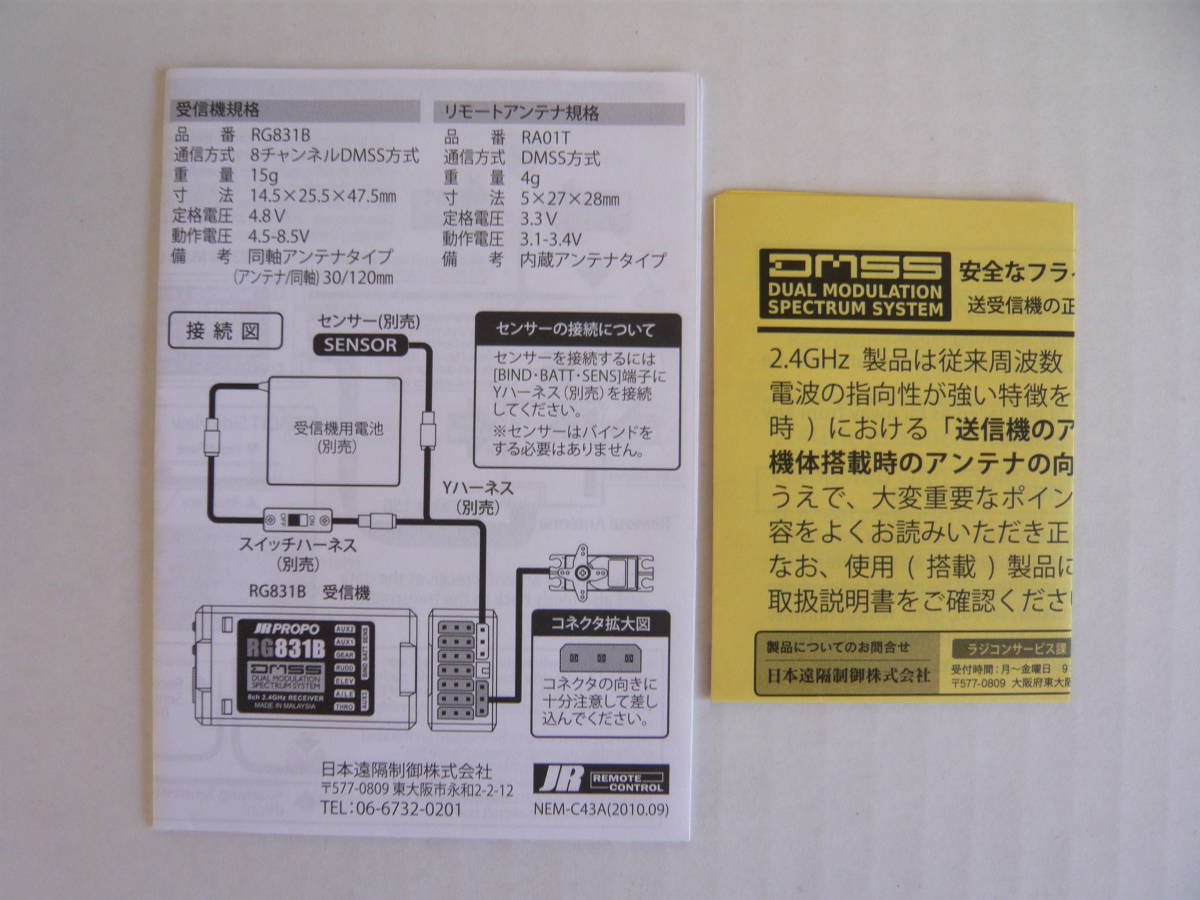 受信機規格
品　番 RG831B
通信方式 8チャンネルDMSS方式
重　量 15g
寸　法 14.5×25.5×47.5mm
定格電圧 4.8V
動作電圧 4.5-8.5V
備　考 同軸アンテナタイプ
(アンテナ/同軸) 30/120mm
リモートアンテナ規格
品　番 RA01T
通信方式 DMSS方式
重　量 4g
寸　法 5×27×28mm
定格電圧 3.3V
動作電圧 3.1-3.4V
備　考 内蔵アンテナタイプ
接続図
センサー(別売)
SENSOR
受信機用電池
(別売)
OFF ON
スイッチハーネス
(別売)
Yハーネス
(別売)
センサーの接続について
センサーを接続するには
[BIND・BATT・SENS]端子に
Yハーネス(別売)を接続
してください。
※センサーはバインドを
する必要はありません。
RG831B 受信機
JR PROPO
RG831B
DMSS
DUAL MODULATION
SPECTRUM SYSTEM
8ch 2.4GHz RECEIVER
MADE IN MALAYSIA
GEAR
RUDD
ELEV
AILE
THRO
BIND BATT SENS
コネクタ拡大図
コネクタの向きに
十分注意して差し
込んでください。
日本遠隔制御株式会社
〒577-0809 東大阪市永和2-2-12
TEL:06-6732-0201
JR REMOTE CONTROL
NEM-C43A(2010.09)
DMSS
DUAL MODULATION
SPECTRUM SYSTEM
安全なフライ
送受信機の正
2.4GHz 製品は従来周波数
電波の指向性が強い特徴を
時 ) における「送信機のア
機体搭載時のアンテナの向
うえで、大変重要なポイン
容をよくお読みいただき正
なお、使用 ( 搭載 ) 製品に
取扱説明書をご確認くださ
製品についてのお問合せ
日本遠隔制御株式会社
ラジコンサービス課
受付時間:月〜金曜日 9
〒577-0809 大阪府東大阪